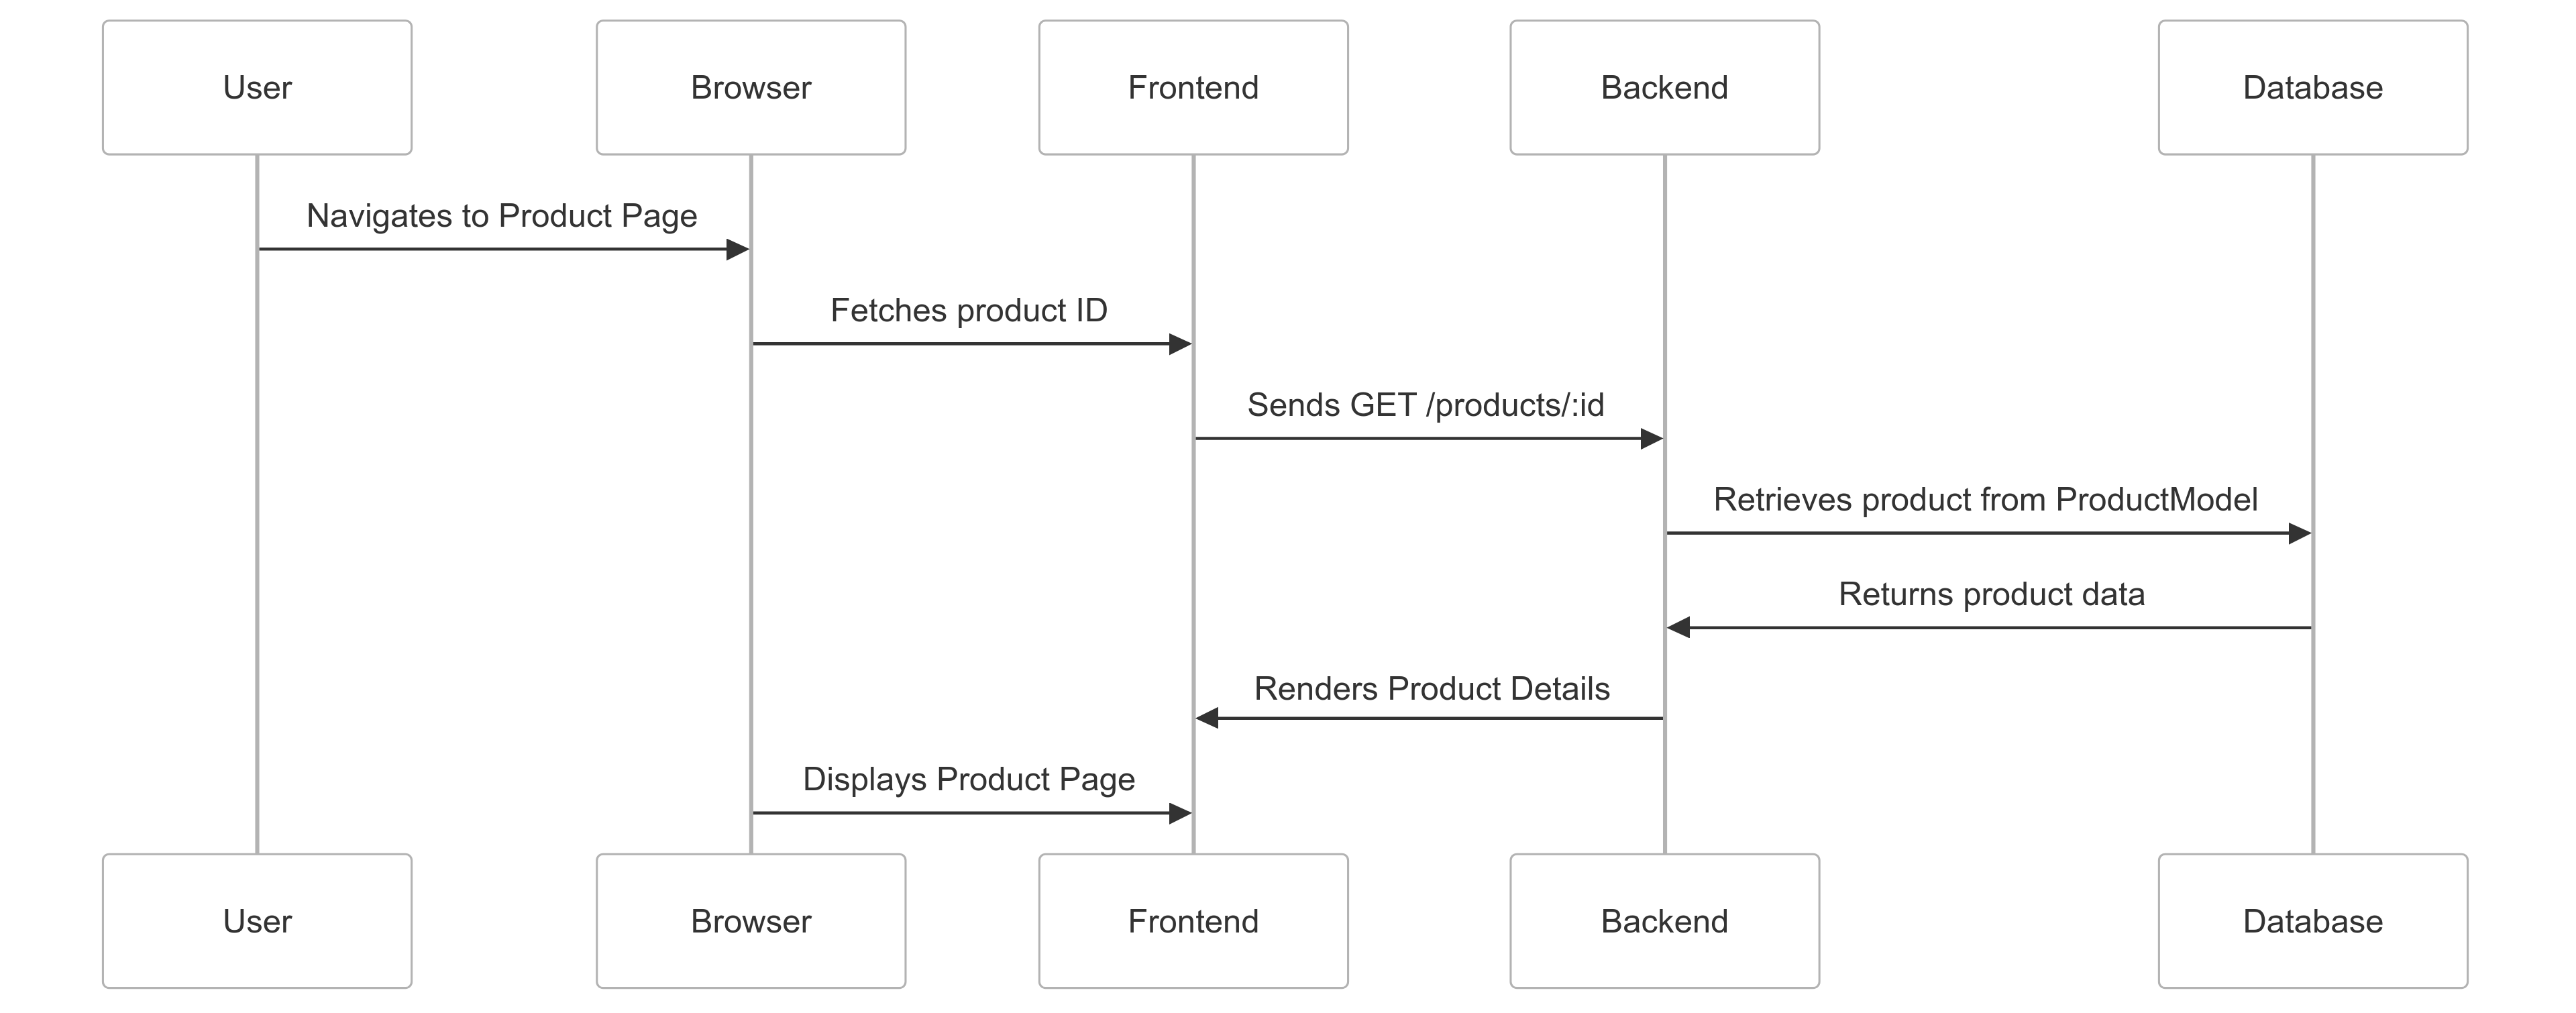 User
Browser
Frontend
Backend
Database
Navigates to Product Page
Fetches product ID
Sends GET /products/:id
Retrieves product from ProductModel
Returns product data
Renders Product Details
Displays Product Page
User
Browser
Frontend
Backend
Database